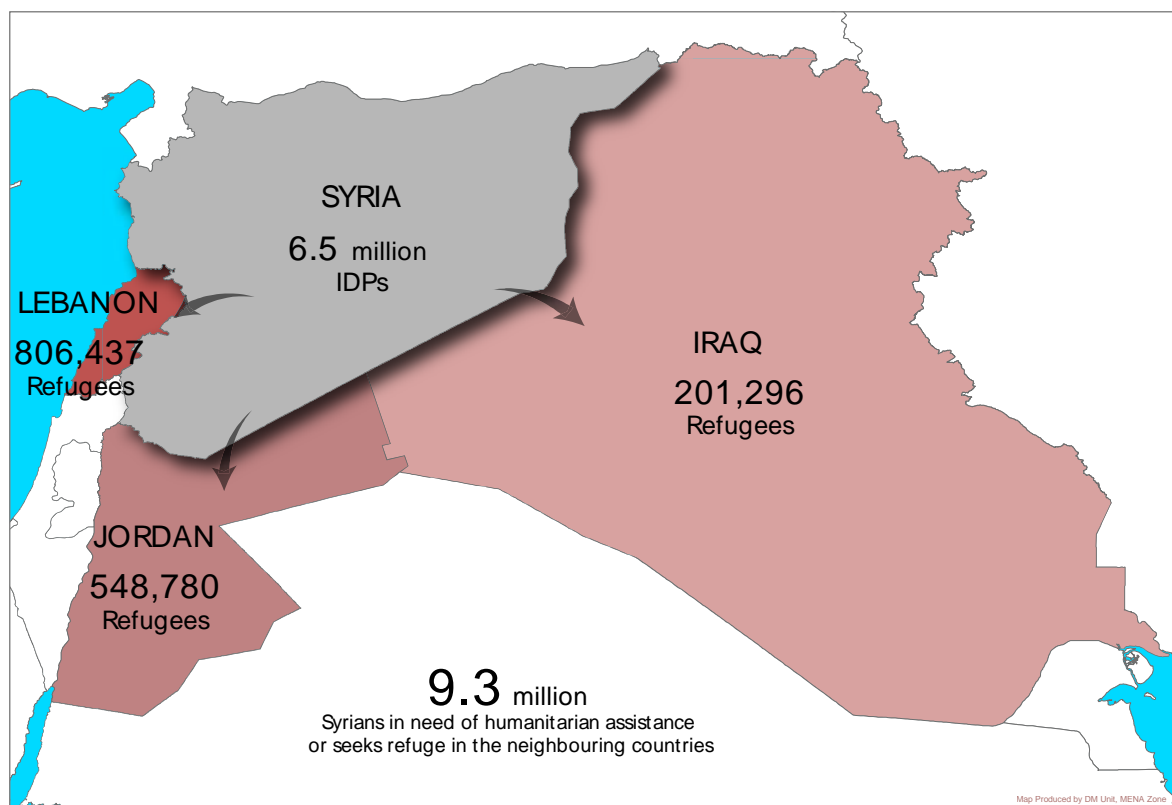 SYRIA
6.5 million
IDPs
LEBANON
806,437
Refugees
IRAQ
201,296
Refugees
JORDAN
548,780
Refugees
9.3 million
Syrians in need of humanitarian assistance
or seeks refuge in the neighbouring countries
Map Produced by DM Unit, MENA Zone